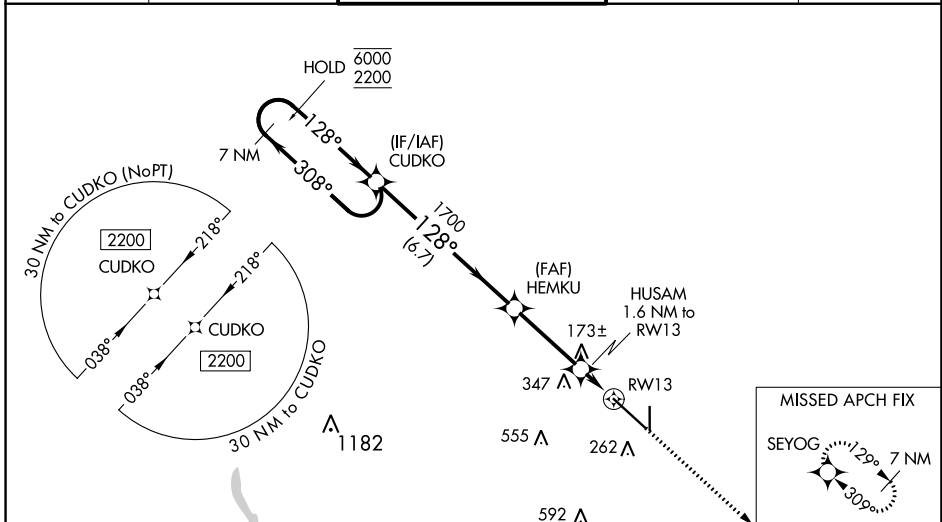 HOLD 6000
2200
128°
7 NM
308°
(IF/IAF)
CUDKO
30 NM to CUDKO (NoPT)
2200
CUDKO
218°
038°
218°
CUDKO
2200
038°
30 NM to CUDKO
1700
128°
(6.7)
(FAF)
HEMKU
HUSAM
1.6 NM to
RW13
173±
347
RW13
1182
555
262
592
MISSED APCH FIX
SEYOG
129°
7 NM
309°